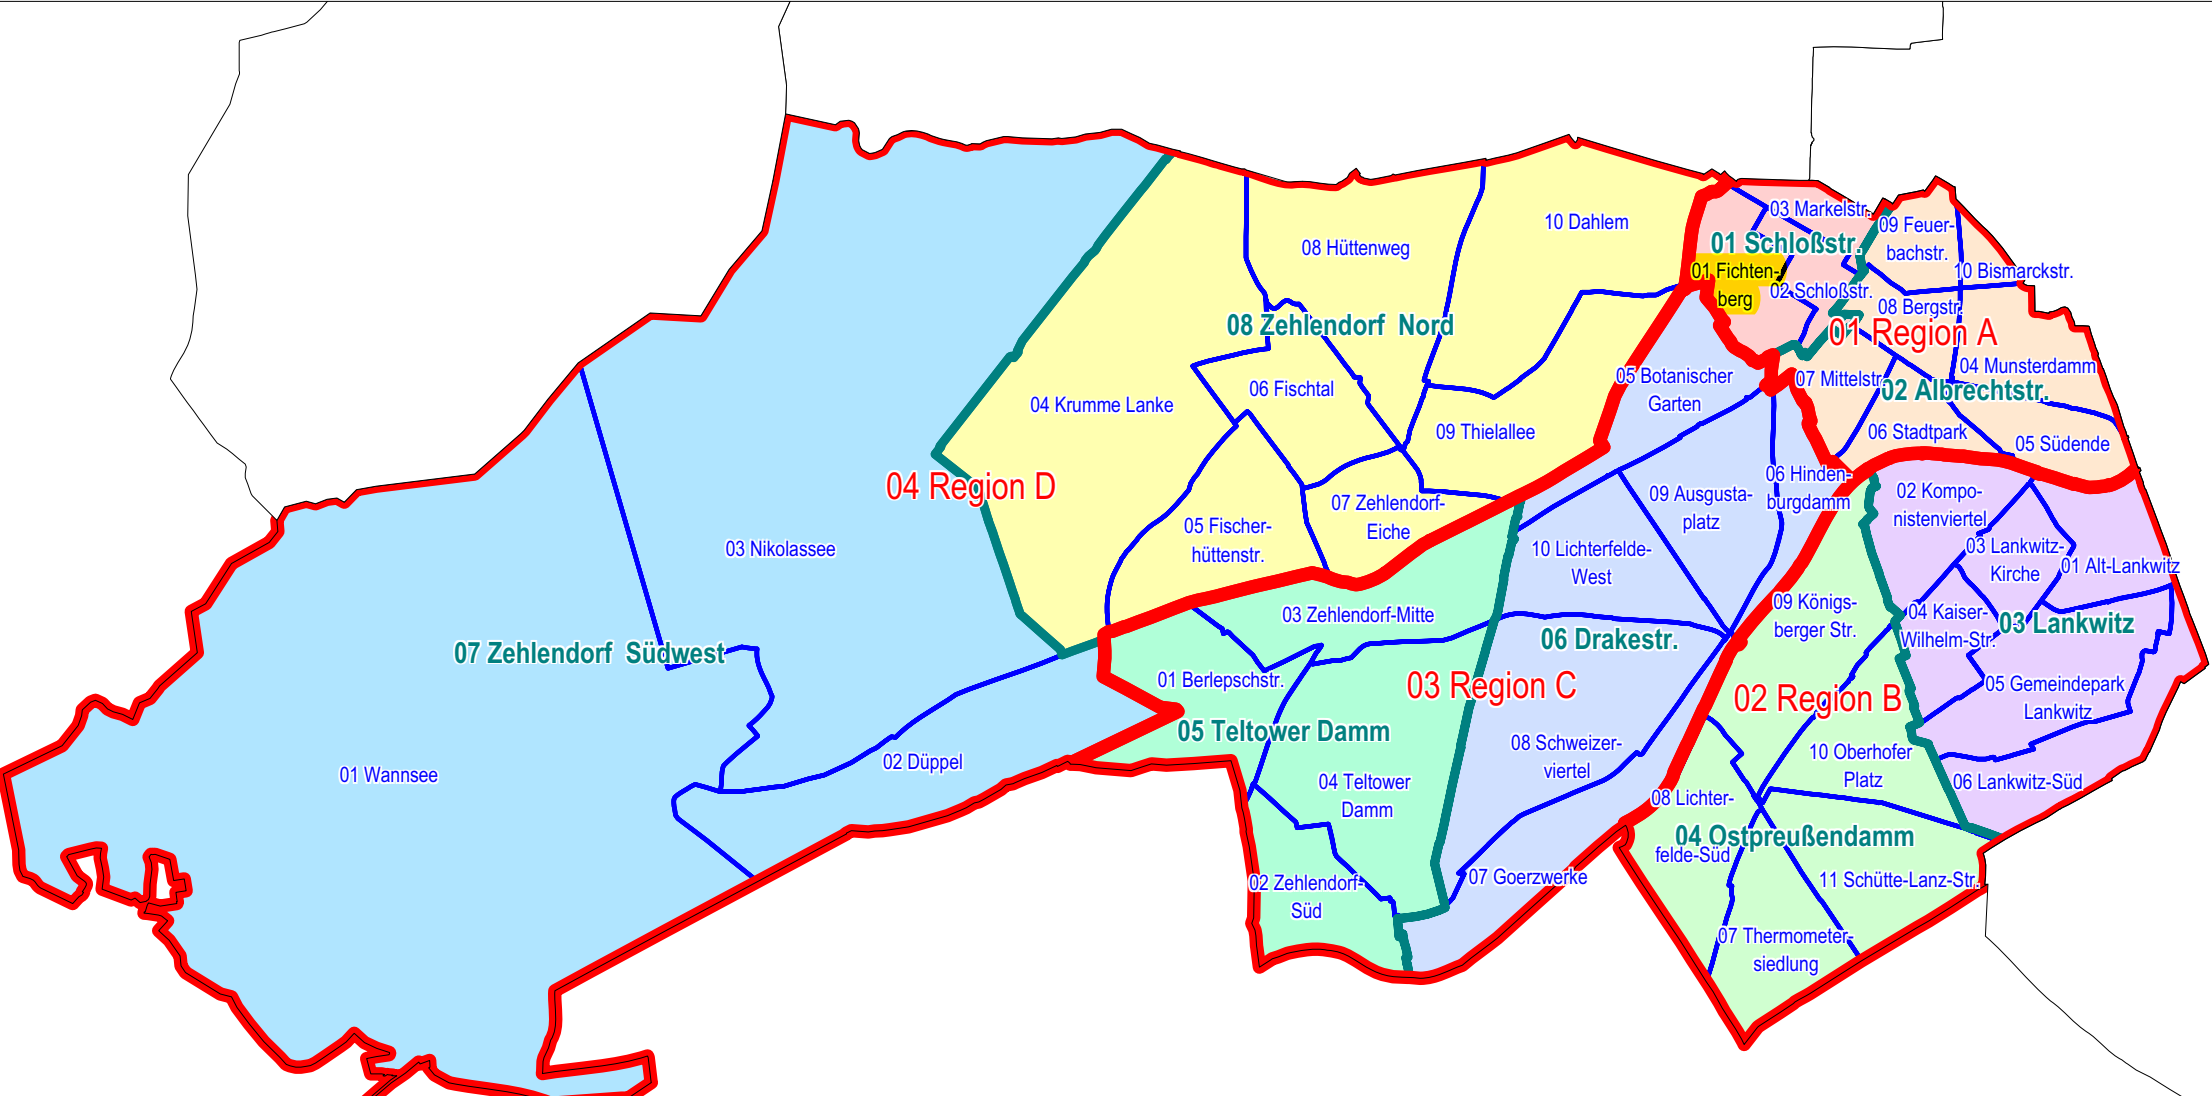 03 Markelstr.
10 Dahlem
09 Feuer-
bachstr.
01 Schloßstr.
08 Hüttenweg
01 Fichten-
berg
10 Bismarckstr.
02 Schloßstr.
08 Bergstr.
08 Zehlendorf Nord
01 Region A
04 Munsterdamm
05 Botanischer
Garten
07 Mittelstr.
02 Albrechtstr.
06 Fischtal
04 Krumme Lanke
09 Thielallee
06 Stadtpark
05 Südende
04 Region D
06 Hinden-
burgdamm
09 Ausgusta-
platz
02 Kompo-
nistenviertel
07 Zehlendorf-
Eiche
05 Fischer-
hüttenstr.
03 Nikolassee
10 Lichterfelde-
West
03 Lankwitz-
Kirche
01 Alt-Lankwitz
03 Zehlendorf-Mitte
09 Königs-
berger Str.
04 Kaiser-
Wilhelm-Str.
03 Lankwitz
06 Drakestr.
07 Zehlendorf Südwest
01 Berlepschstr.
03 Region C
02 Region B
05 Gemeindepark
Lankwitz
05 Teltower Damm
08 Schweizer-
viertel
10 Oberhofer
Platz
02 Düppel
01 Wannsee
04 Teltower
Damm
06 Lankwitz-Süd
08 Lichter-
felde-Süd
04 Ostpreußendamm
07 Goerzwerke
11 Schütte-Lanz-Str.
02 Zehlendorf-
Süd
07 Thermometer-
siedlung